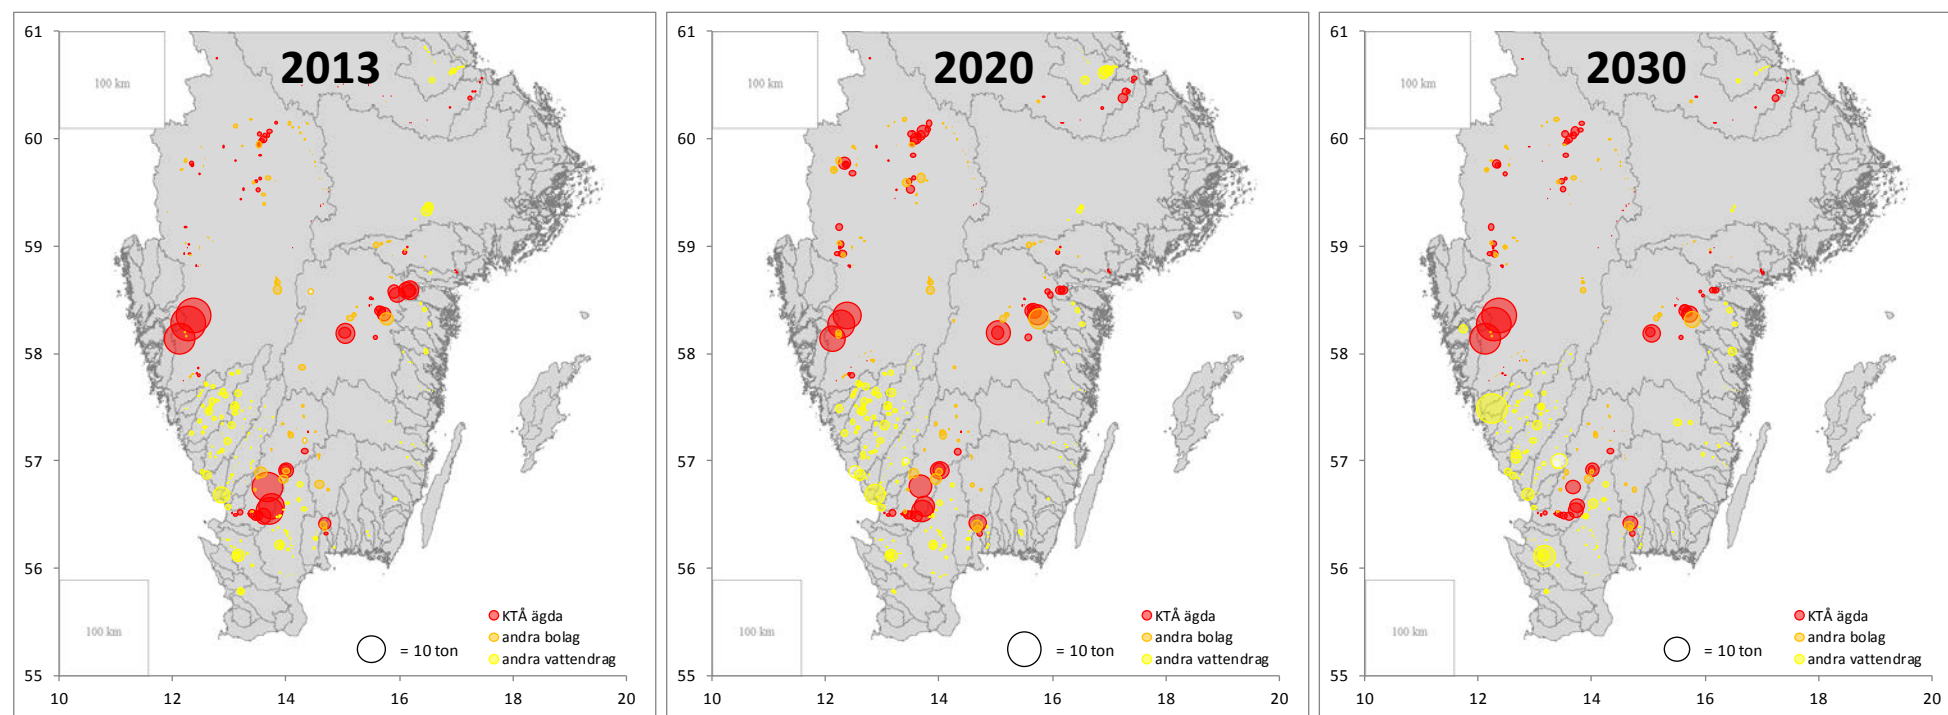 2013
61
60
59
58
57
56
55
10
12
14
16
18
20
100 km
100 km
KTÅ ägda
andra bolag
andra vattendrag
= 10 ton
2020
61
60
59
58
57
56
55
10
12
14
16
18
20
100 km
100 km
KTÅ ägda
andra bolag
andra vattendrag
= 10 ton
2030
61
60
59
58
57
56
55
10
12
14
16
18
20
100 km
100 km
KTÅ ägda
andra bolag
andra vattendrag
= 10 ton